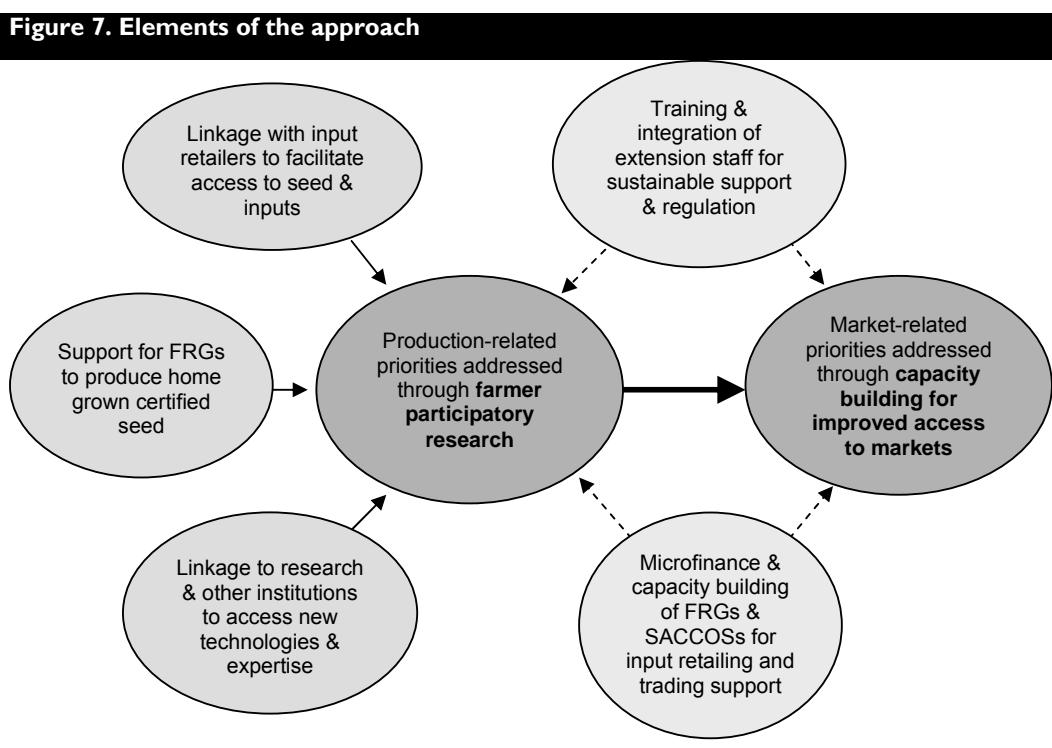 Figure 7. Elements of the approach
Linkage with input
retailers to facilitate
access to seed &
inputs
Training &
integration of
extension staff for
sustainable support
& regulation
Support for FRGs
to produce home
grown certified
seed
Production-related
priorities addressed
through farmer
participatory
research
Market-related
priorities addressed
through capacity
building for
improved access
to markets
Linkage to research
& other institutions
to access new
technologies &
expertise
Microfinance &
capacity building
of FRGs &
SACCOSs for
input retailing and
trading support